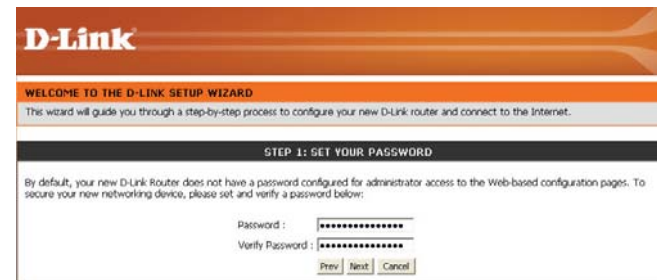 D-Link
WELCOME TO THE D-LINK SETUP WIZARD
This wizard will guide you through a step-by-step process to configure your new D-Link router and connect to the Internet.
STEP 1: SET YOUR PASSWORD
By default, your new D-Link Router does not have a password configured for administrator access to the Web-based configuration pages. To
secure your new networking device, please set and verify a password below:
Password : •••••••••••••••
Verify Password : •••••••••••••••
Prev Next Cancel